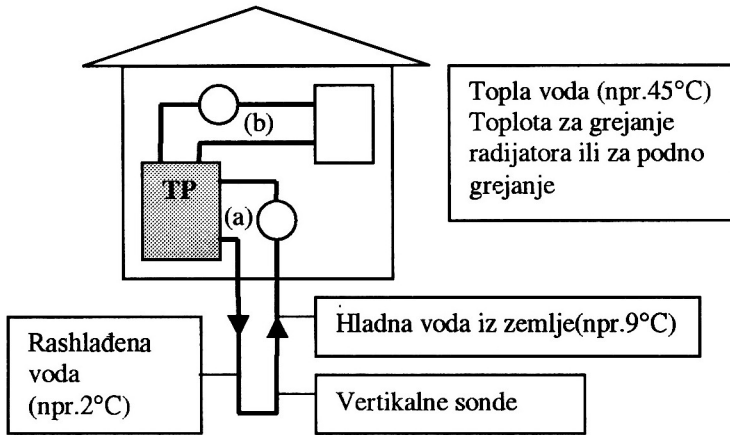 (b)
TP
(a)
Topla voda (npr.45°C)
Toplota za grejanje
radijatora ili za podno
grejanje
Hladna voda iz zemlje(npr.9°C)
Rashlađena
voda
(npr.2°C)
Vertikalne sonde